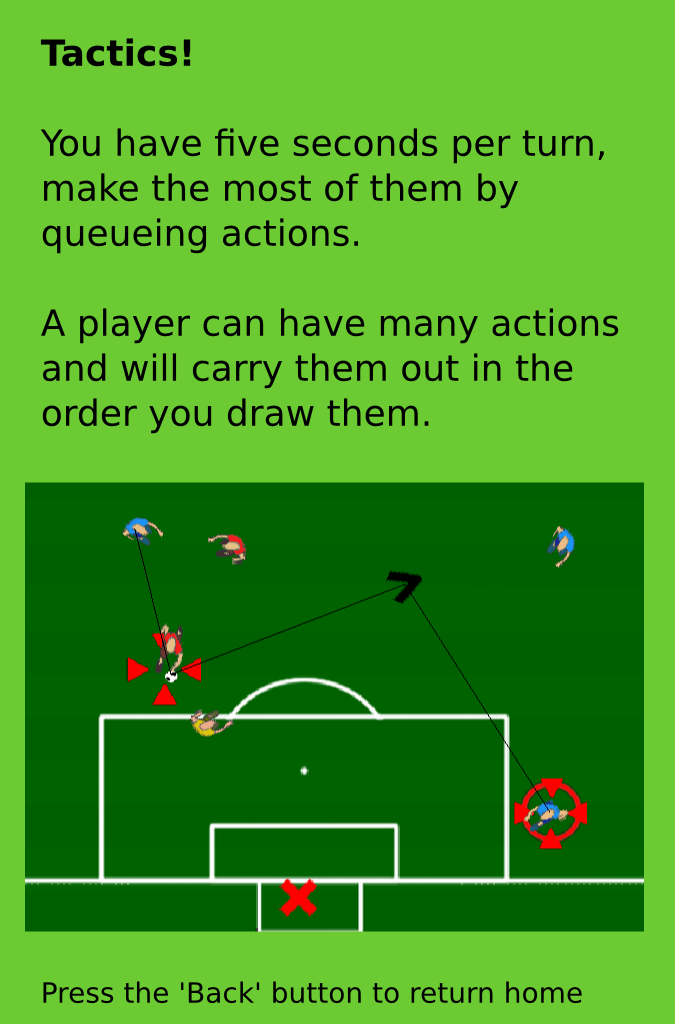 Tactics!
You have five seconds per turn,
make the most of them by
queueing actions.
A player can have many actions
and will carry them out in the
order you draw them.
Press the 'Back' button to return home